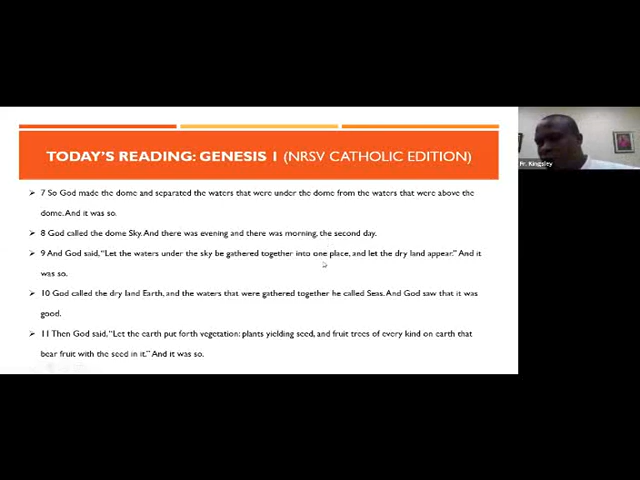 TODAY'S READING: GENESIS 1 (NRSV CATHOLIC EDITION)
Fr. Kingsley
7 So God made the dome and separated the waters that were under the dome from the waters that were above the
dome. And it was so.
8 God called the dome Sky. And there was evening and there was morning, the second day.
9 And God said, “Let the waters under the sky be gathered together into one place, and let the dry land appear.” And it
was so.
10 God called the dry land Earth, and the waters that were gathered together he called Seas. And God saw that it was
good.
11 Then God said, “Let the earth put forth vegetation: plants yielding seed, and fruit trees of every kind on earth that
bear fruit with the seed in it.” And it was so.